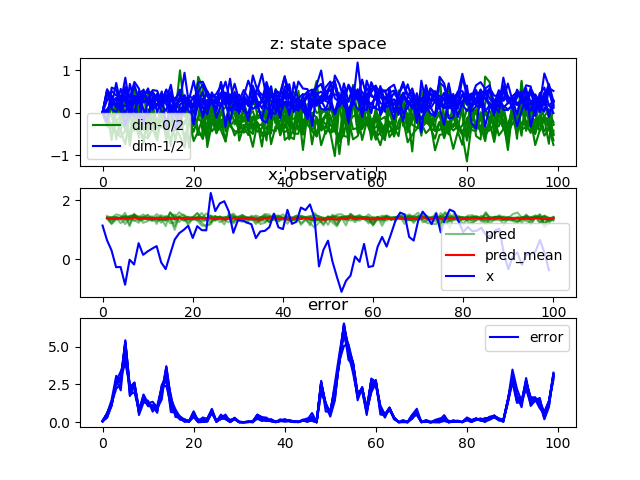 z: state space
1
0
−1
dim-0/2
dim-1/2
0 20 40 60 80 100
x: observation
2
0
pred
pred_mean
x
0 20 40 60 80 100
error
5.0
2.5
0.0
error
0 20 40 60 80 100